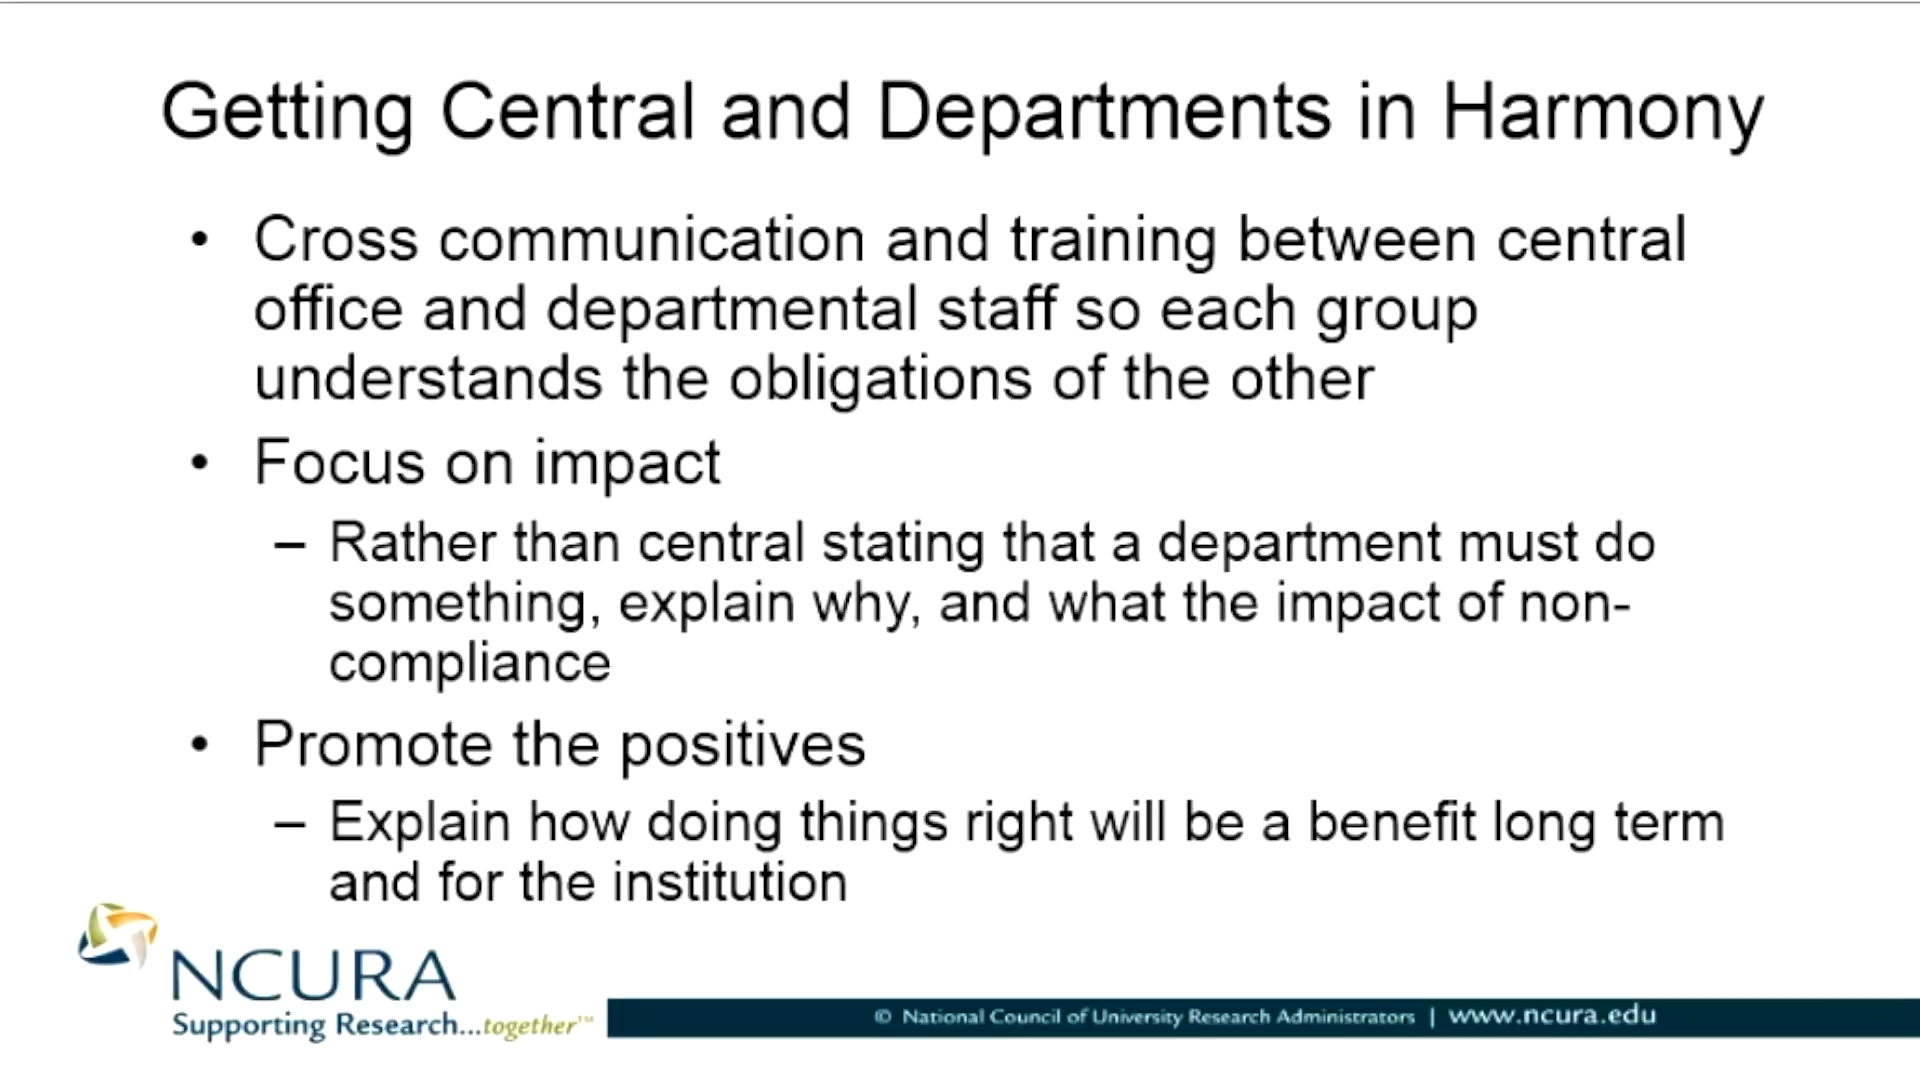 Getting Central and Departments in Harmony
• Cross communication and training between central
office and departmental staff so each group
understands the obligations of the other
• Focus on impact
– Rather than central stating that a department must do
something, explain why, and what the impact of non-
compliance
• Promote the positives
– Explain how doing things right will be a benefit long term
and for the institution
NCURA
Supporting Research...together™
© National Council of University Research Administrators | www.ncura.edu